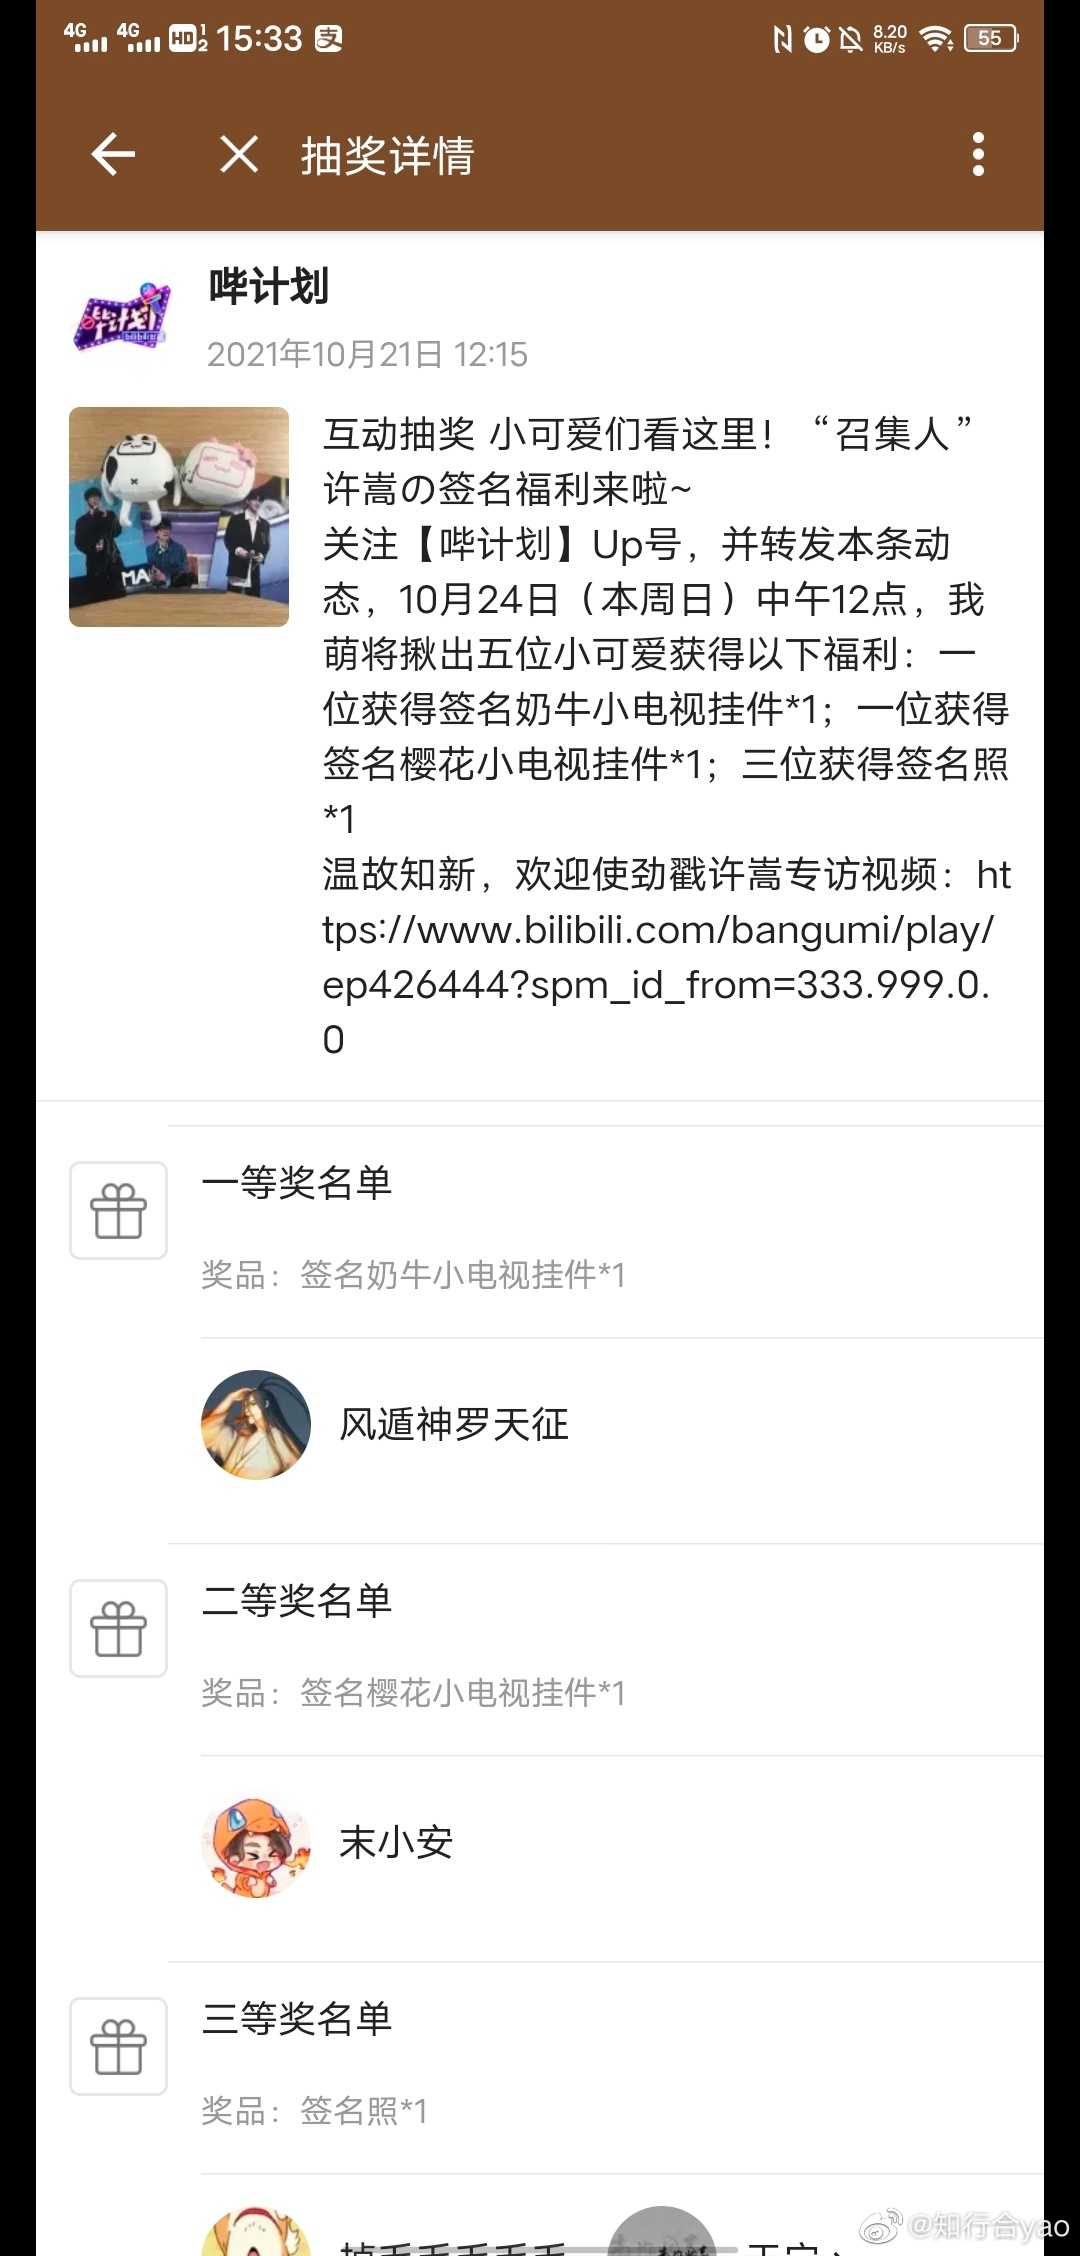 4G 4G HD 1 2 15:33 支 8.20 KB/s 55
抽奖详情
哔计划
2021年10月21日 12:15
互动抽奖 小可爱们看这里！“召集人”
许嵩の签名福利来啦~
关注【哔计划】Up号，并转发本条动
态，10月24日（本周日）中午12点，我
萌将揪出五位小可爱获得以下福利：一
位获得签名奶牛小电视挂件*1；一位获得
签名樱花小电视挂件*1；三位获得签名照
*1
温故知新，欢迎使劲戳许嵩专访视频：ht
tps://www.bilibili.com/bangumi/play/
ep426444?spm_id_from=333.999.0.
0
一等奖名单
奖品：签名奶牛小电视挂件*1
风遁神罗天征
二等奖名单
奖品：签名樱花小电视挂件*1
末小安
三等奖名单
奖品：签名照*1
@知行合yao